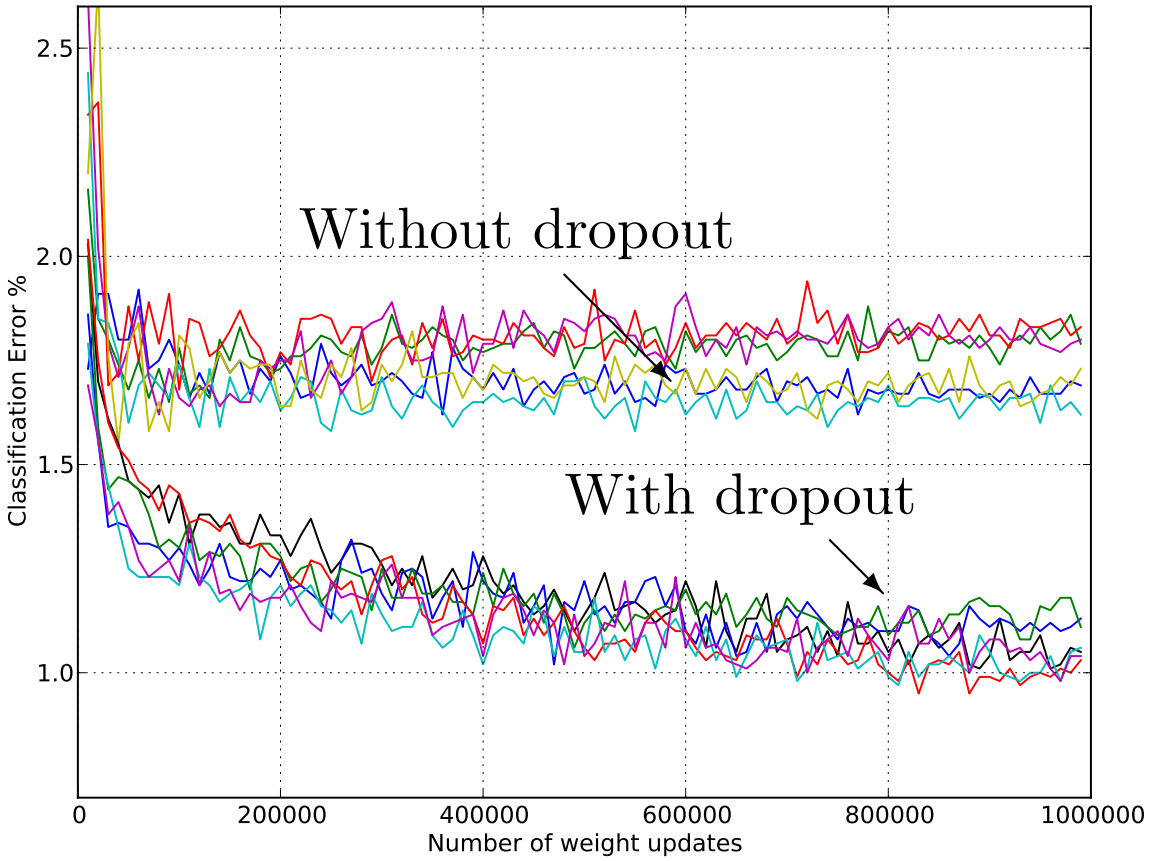 Classification Error %
2.5
2.0
1.5
1.0
Without dropout
With dropout
0
200000
400000
600000
800000
1000000
Number of weight updates